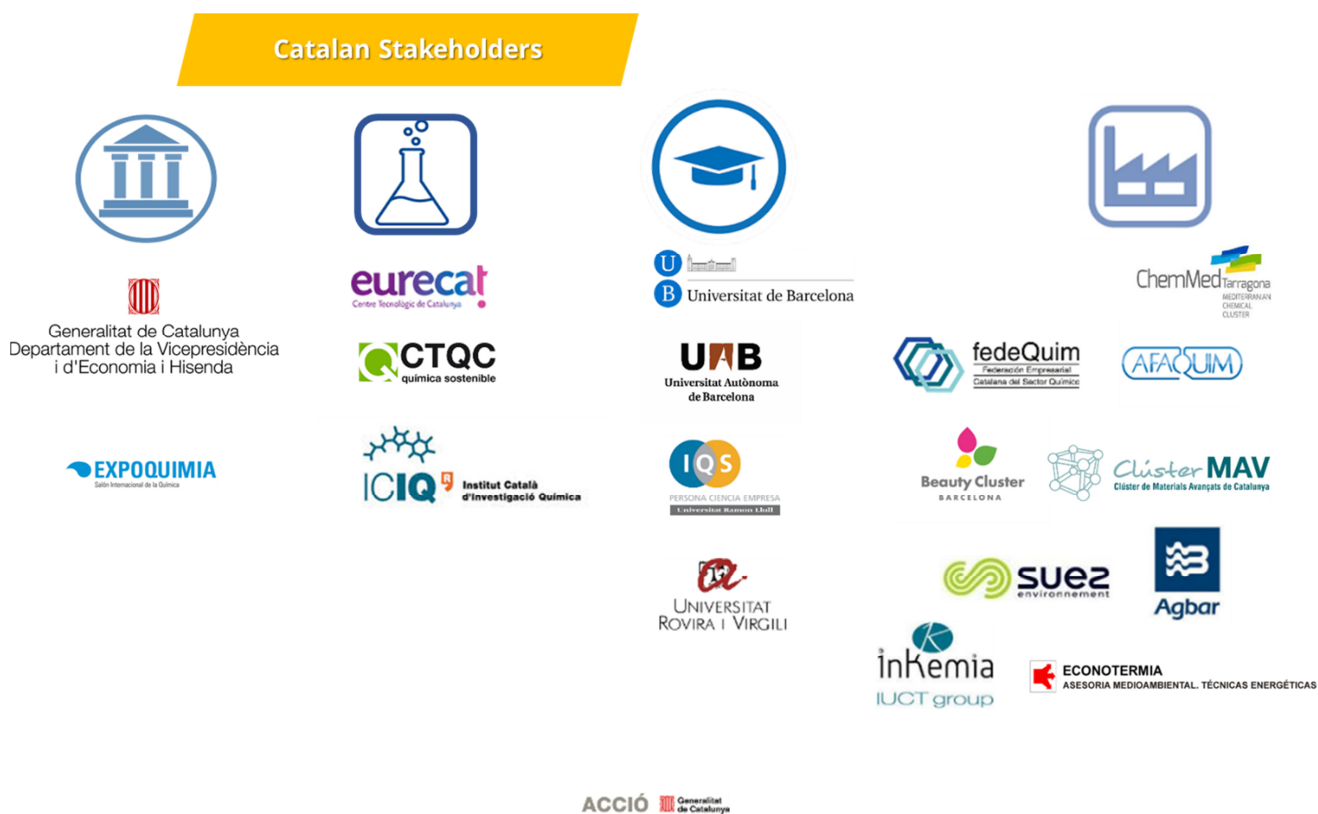 Catalan Stakeholders
Generalitat de Catalunya
Departament de la Vicepresidència
i d'Economia i Hisenda
EXPOQUIMIA
Salón Internacional de la Química
eurecat
Centre Tecnològic de Catalunya
CTQC
química sostenible
ICIQ
Institut Català
d'Investigació Química
U
B Universitat de Barcelona
UAB
Universitat Autònoma
de Barcelona
IQS
PERSONA CIENCIA EMPRESA
Universitat Ramon Llull
UNIVERSITAT
ROVIRA I VIRGILI
ChemMed Tarragona
MEDITERRANIAN
CHEMICAL
CLUSTER
fedeQuim
Federación Empresarial
Catalana del Sector Químico
AFAQUIM
Beauty Cluster
BARCELONA
Clúster MAV
Clúster de Materials Avançats de Catalunya
suez
environnement
Agbar
inKemia
IUCT group
ECONOTERMIA
ASESORIA MEDIOAMBIENTAL. TÉCNICAS ENERGÉTICAS
ACCIÓ
Generalitat
de Catalunya